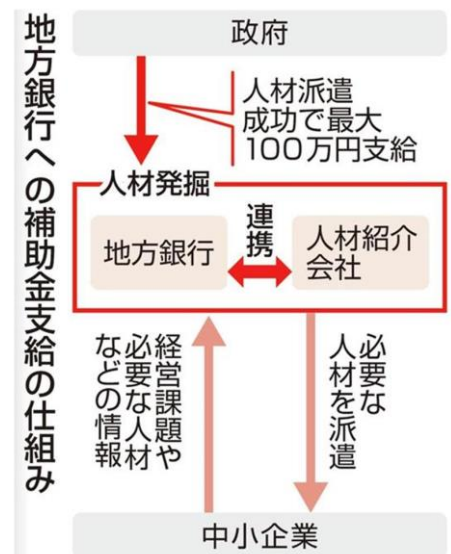 地方銀行への補助金支給の仕組み
政府
人材派遣
成功で最大
100万円支給
人材発掘
地方銀行
連携
人材紹介
会社
経営課題や
必要な人材
などの情報
必要な
人材を派遣
中小企業